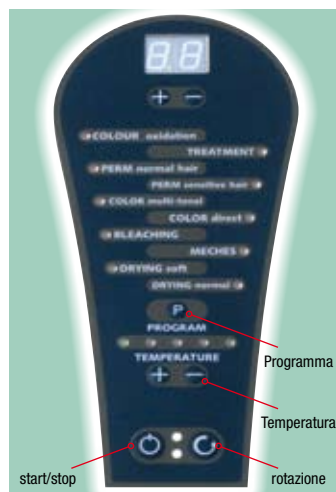 88
+ −
COLOUR oxidation
TREATMENT
PERM normal hair
PERM sensitive hair
COLOR multi-tonal
COLOR direct
BLEACHING
MECHES
DRYING soft
DRYING normal
P
PROGRAM
Programma
TEMPERATURE
+ −
Temperatura
start/stop
rotazione